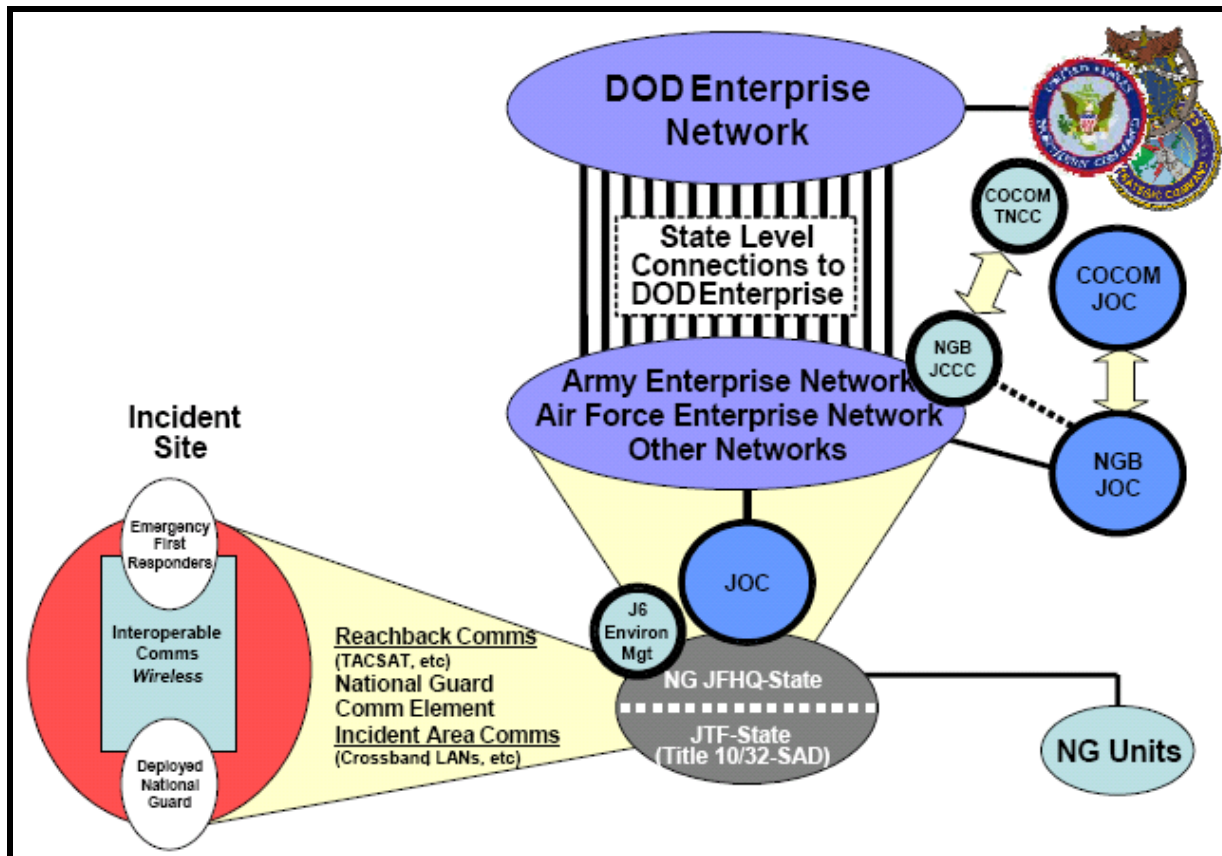 DOD Enterprise
Network
COCOM
TNCC
State Level
Connections to
DOD Enterprise
COCOM
JOC
NGB
JCCC
Army Enterprise Network
Air Force Enterprise Network
Other Networks
NGB
JOC
Incident
Site
Emergency
First
Responders
Interoperable
Comms
Wireless
Deployed
National
Guard
Reachback Comms
(TACSAT, etc)
National Guard
Comm Element
Incident Area Comms
(Crossband LANs, etc)
JOC
J6
Environ
Mgt
NG JFHQ-State
JTF-State
(Title 10/32-SAD)
NG Units